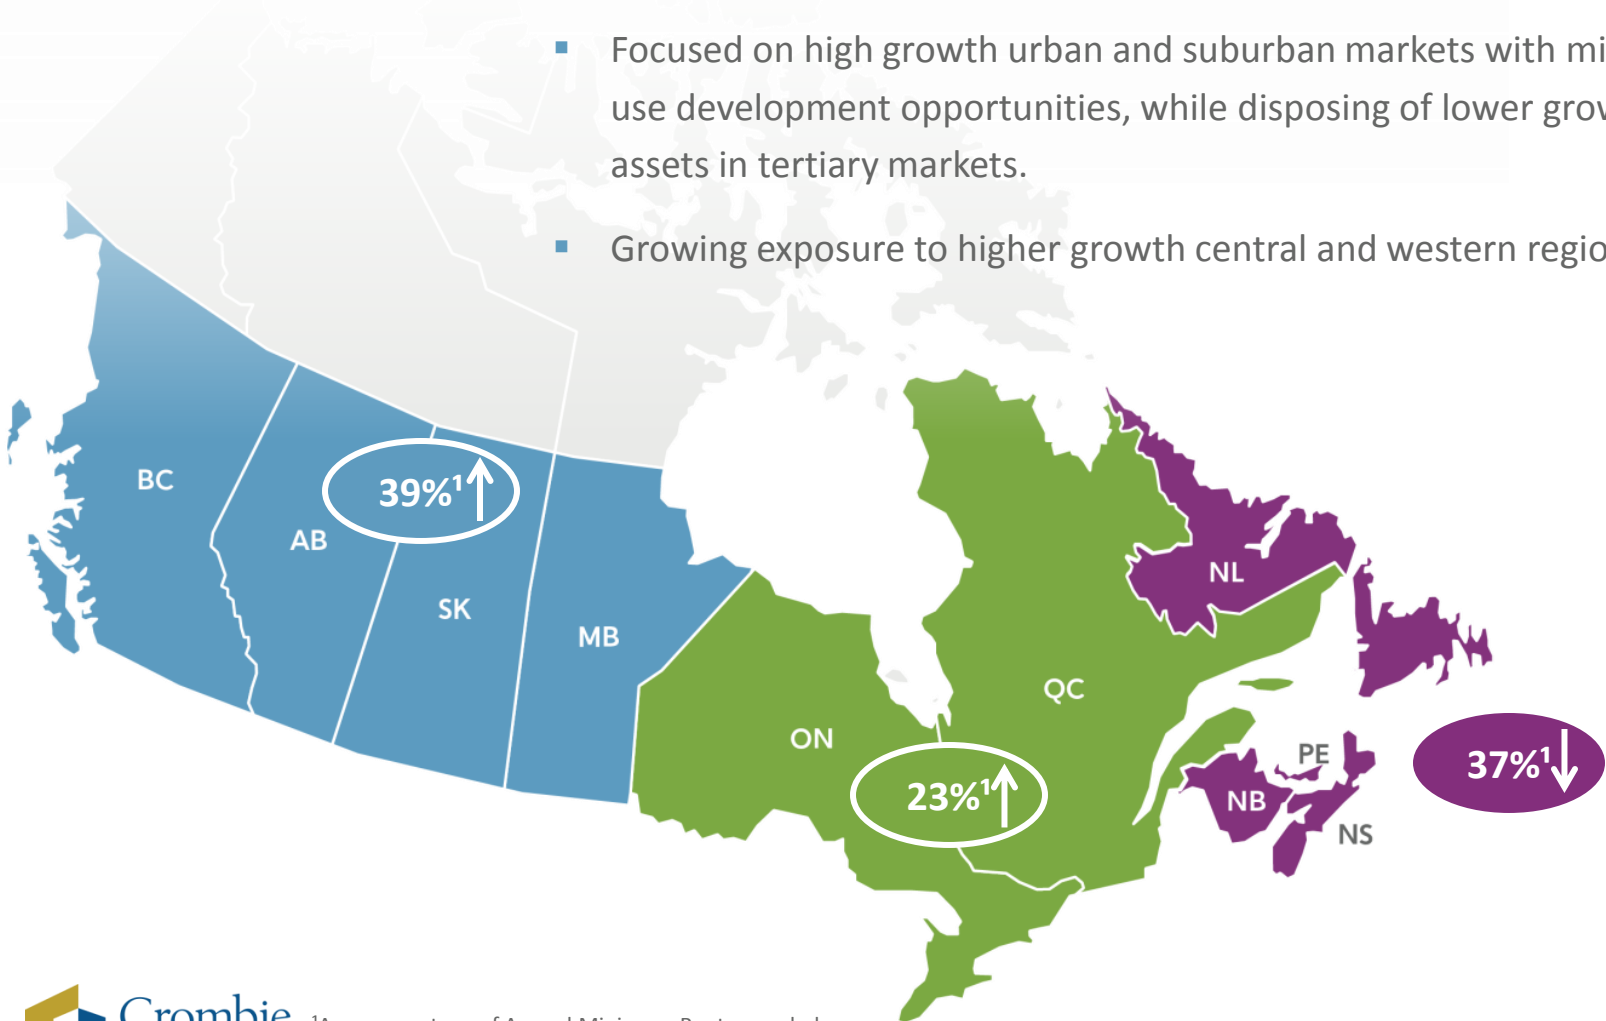 ▪ Focused on high growth urban and suburban markets with mi
use development opportunities, while disposing of lower grow
assets in tertiary markets.
▪ Growing exposure to higher growth central and western regio
BC
AB
39%¹↑
SK
MB
ON
QC
23%¹↑
NL
PE
NB
NS
37%¹↓
Crombie